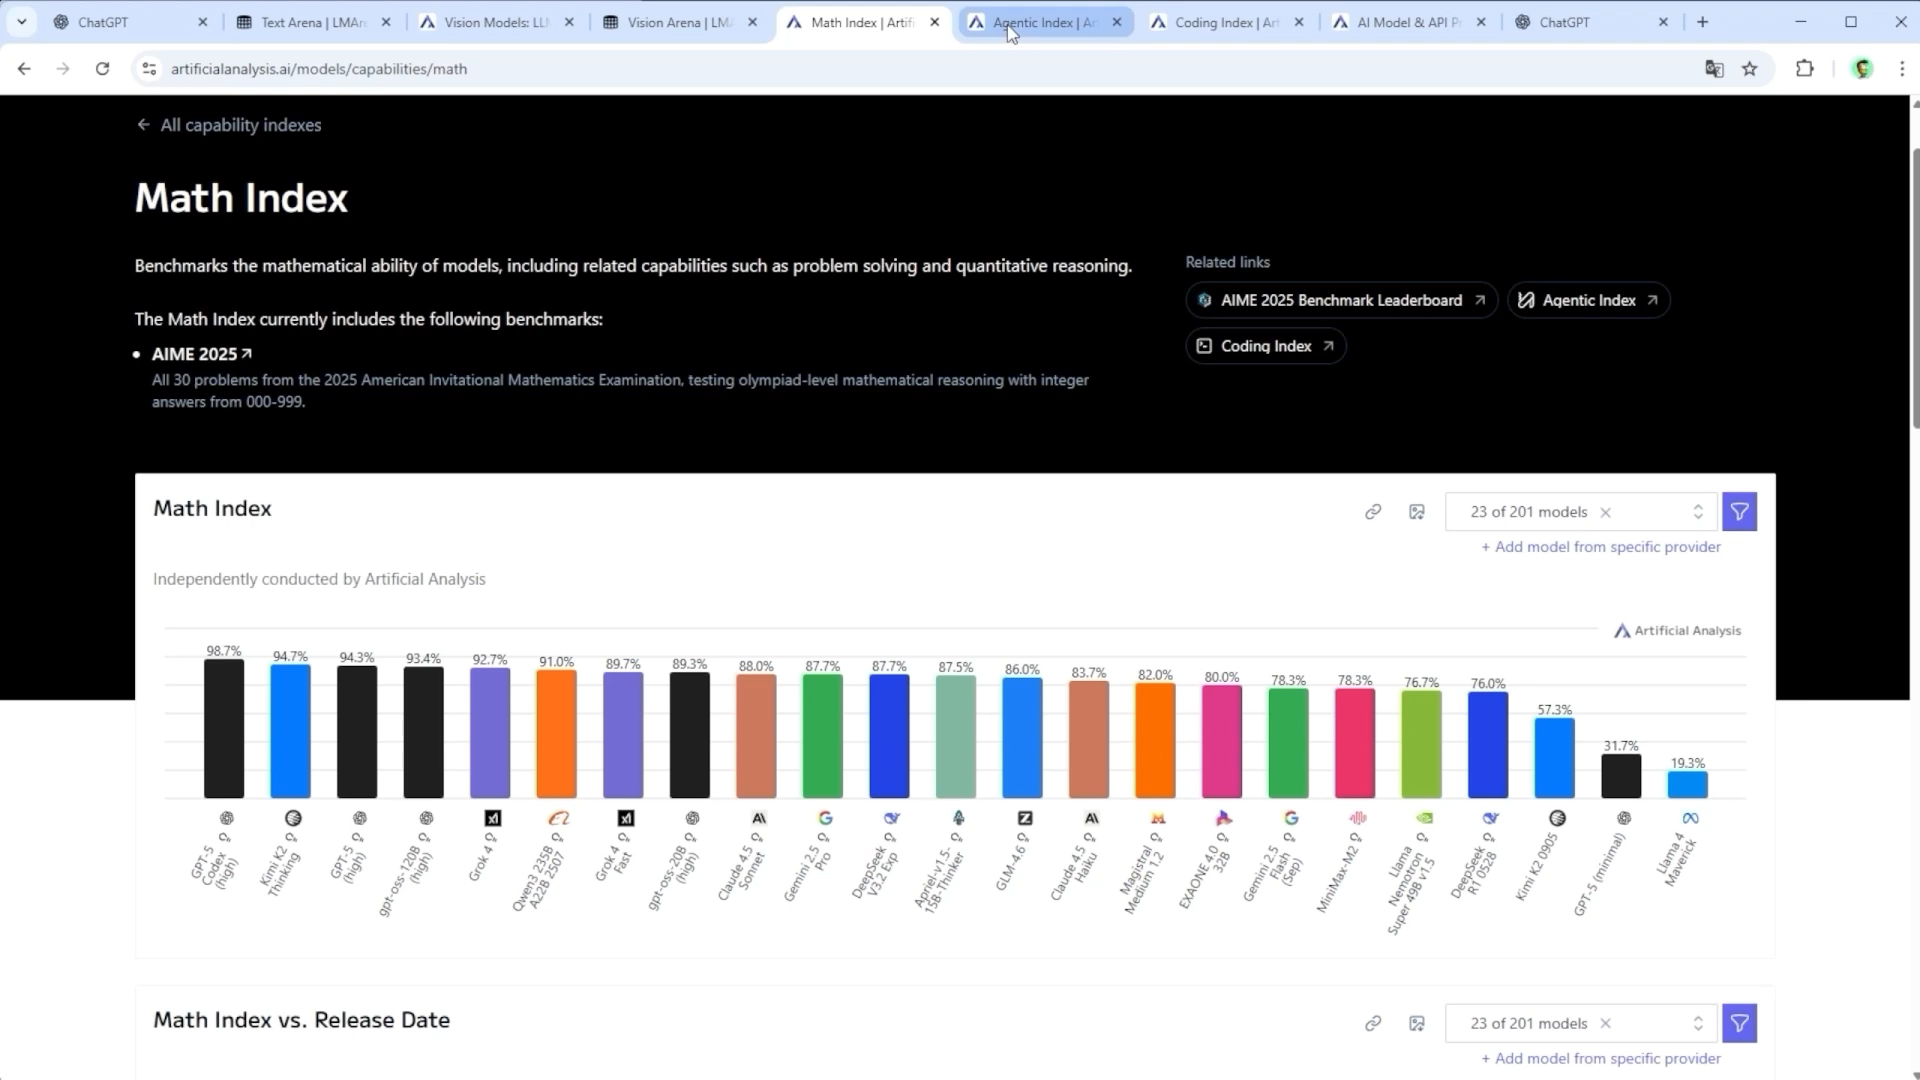 ChatGPT
Text Arena | LMAr
Vision Models: LL
Vision Arena | LMA
Math Index | Artifi
Agentic Index | Ar
Coding Index | Art
AI Model & API Pr
ChatGPT
artificialanalysis.ai/models/capabilities/math
All capability indexes
Math Index
Benchmarks the mathematical ability of models, including related capabilities such as problem solving and quantitative reasoning.
The Math Index currently includes the following benchmarks:
AIME 2025
All 30 problems from the 2025 American Invitational Mathematics Examination, testing olympiad-level mathematical reasoning with integer
answers from 000-999.
Related links
AIME 2025 Benchmark Leaderboard
Agentic Index
Coding Index
Math Index
23 of 201 models
+ Add model from specific provider
Independently conducted by Artificial Analysis
Artificial Analysis
98.7%
94.7%
94.3%
93.4%
92.7%
91.0%
89.7%
89.3%
88.0%
87.7%
87.7%
87.5%
86.0%
83.7%
82.0%
80.0%
78.3%
78.3%
76.7%
76.0%
57.3%
31.7%
19.3%
GPT-5
Codex
(high)
Kimi K2
Thinking
GPT-5
(high)
gpt-oss-120B
(high)
Grok 4
Qwen3 235B
A22B 2507
Grok 4
Fast
gpt-oss-20B
(high)
Claude 4.5
Sonnet
Gemini 2.5
Pro
DeepSeek
V3.2 Exp
Apriel-v1.5-
15B-Thinker
GLM-4.6
Claude 4.5
Haiku
Magistral
Medium 1.2
EXAONE 4.0
32B
Gemini 2.5
Flash
(Sep)
MiniMax-M2
Llama
Nemotron
Super 49B v1.5
DeepSeek
R1 0528
Kimi K2 0905
GPT-5 (minimal)
Llama 4
Maverick
Math Index vs. Release Date
23 of 201 models
+ Add model from specific provider